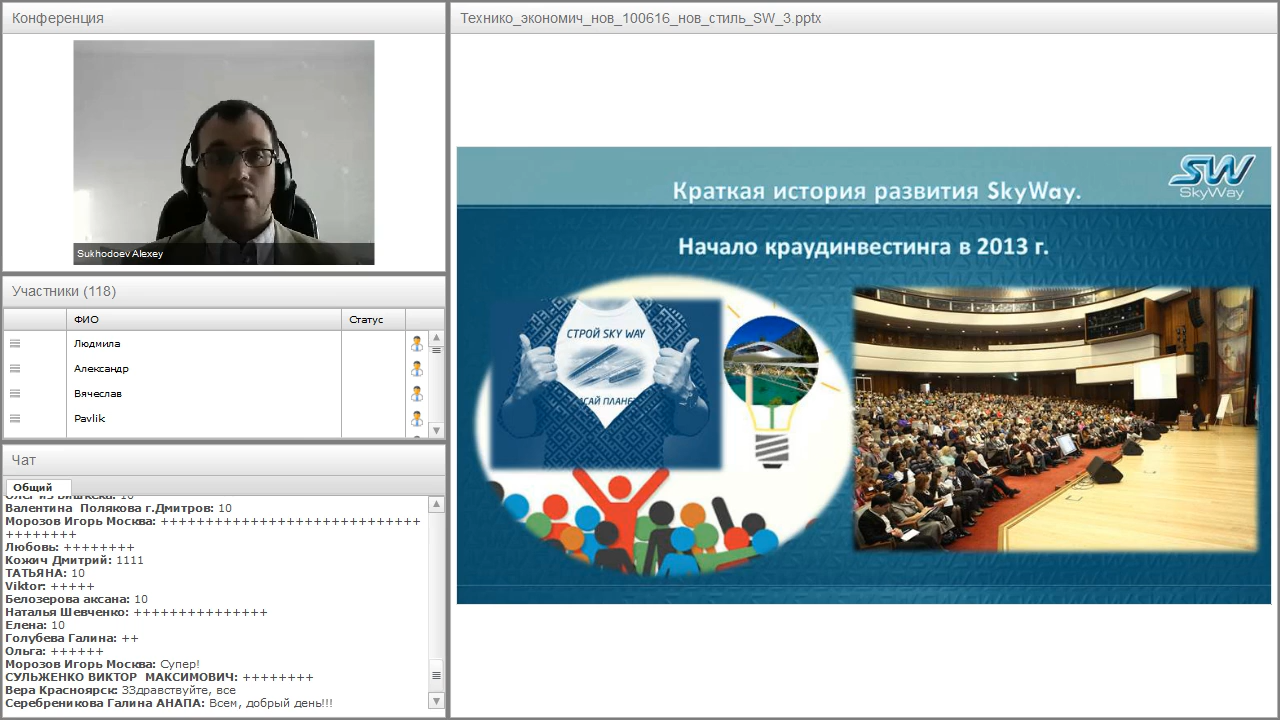 Конференция
Sukhodoev Alexey
Участники (118)
ФИО
Статус
Людмила
Александр
Вячеслав
Pavlik
Чат
Общий
Валентина  Полякова г.Дмитров: 10
Морозов Игорь Москва: +++++++++++++++++++++++++++++
++++++++
Любовь: ++++++++
Кожич Дмитрий: 1111
ТАТЬЯНА: 10
Viktor: +++++
Белозерова аксана: 10
Наталья Шевченко: +++++++++++++++
Елена: 10
Голубева Галина: ++
Ольга: ++++++
Морозов Игорь Москва: Супер!
СУЛЬЖЕНКО ВИКТОР  МАКСИМОВИЧ: ++++++++
Вера Красноярск: ЗЗдравствуйте, все
Серебреникова Галина АНАПА: Всем, добрый день!!!
Технико_экономич_нов_100616_нов_стиль_SW_3.pptx
SW
SkyWay
Краткая история развития SkyWay.
Начало краудинвестинга в 2013 г.
СТРОЙ SKY WAY